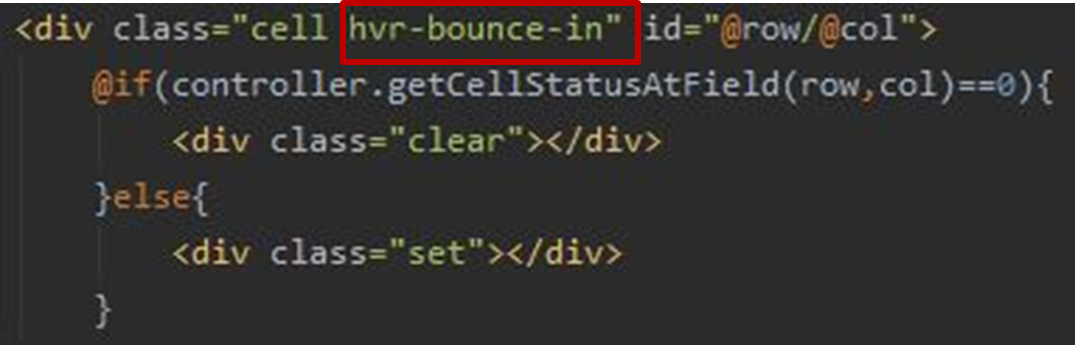 <div class="cell hvr-bounce-in" id="@row/@col">
@if(controller.getCellStatusAtField(row,col)==0){
<div class="clear"></div>
}else{
<div class="set"></div>
}